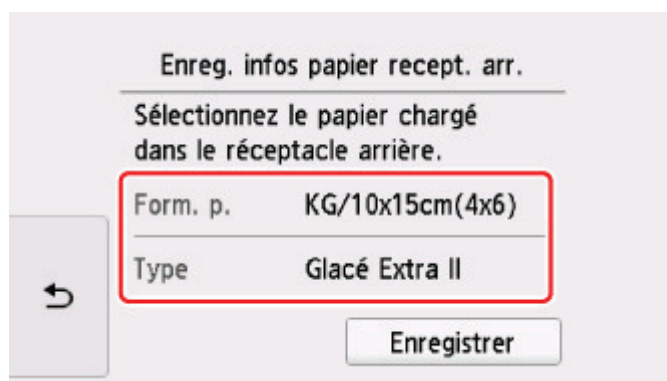 Enreg. infos papier recept. arr.
Sélectionnez le papier chargé
dans le réceptacle arrière.
Form. p. KG/10x15cm(4x6)
Type Glacé Extra II
Enregistrer